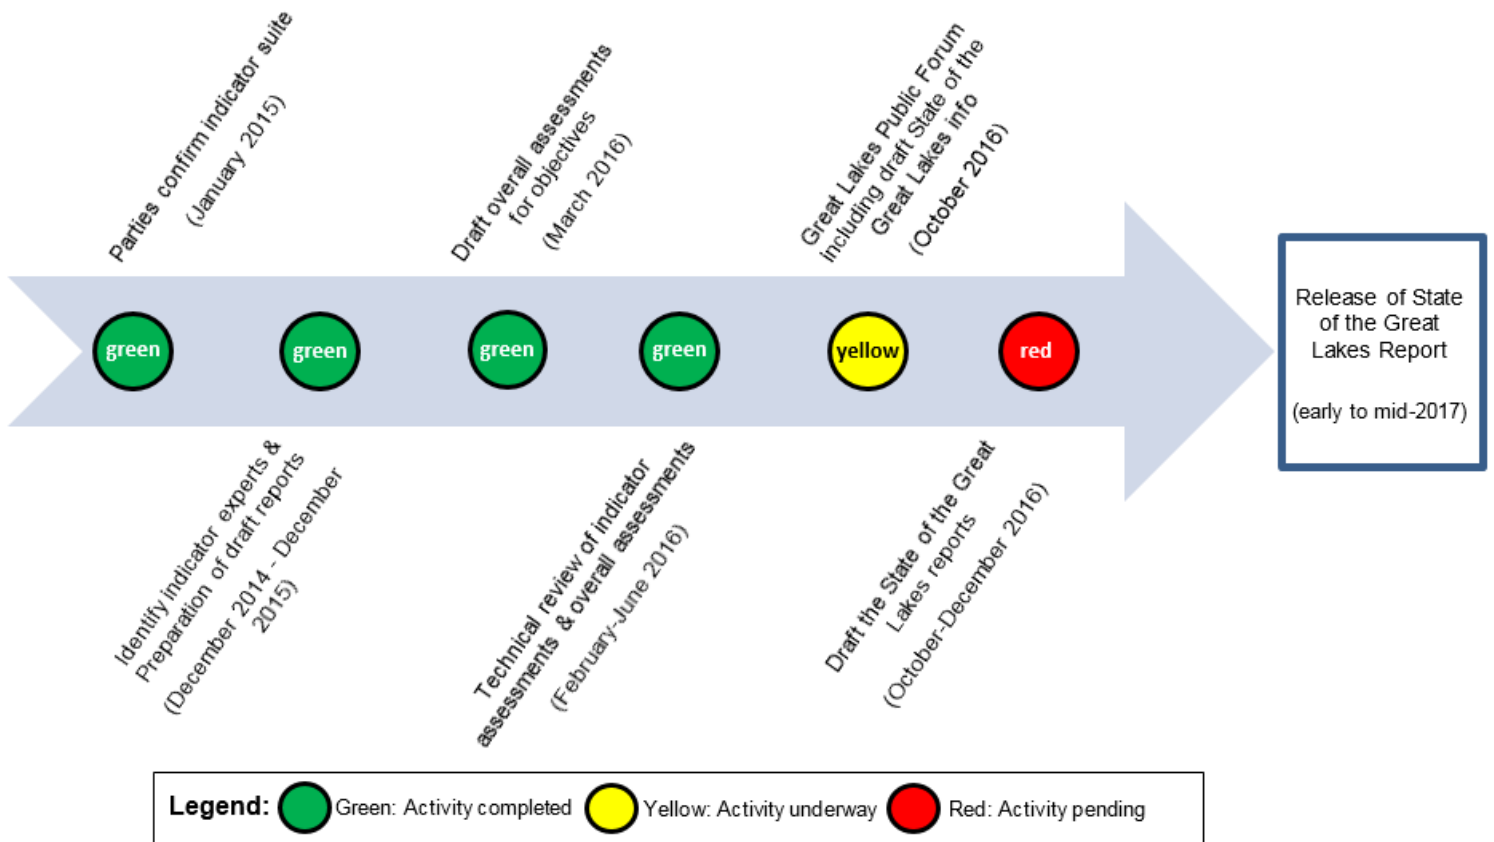 Parties confirm indicator suite
(January 2015)
Draft overall assessments
for objectives
(March 2016)
Great Lakes Public Forum
including draft State of the
Great Lakes info
(October 2016)
green
green
green
green
yellow
red
Release of State
of the Great
Lakes Report
(early to mid-2017)
Identify indicator experts &
Preparation of draft reports
(December 2014 - December
2015)
Technical review of indicator
assessments & overall assessments
(February-June 2016)
Draft the State of the Great
Lakes reports
(October-December 2016)
Legend:
Green: Activity completed
Yellow: Activity underway
Red: Activity pending